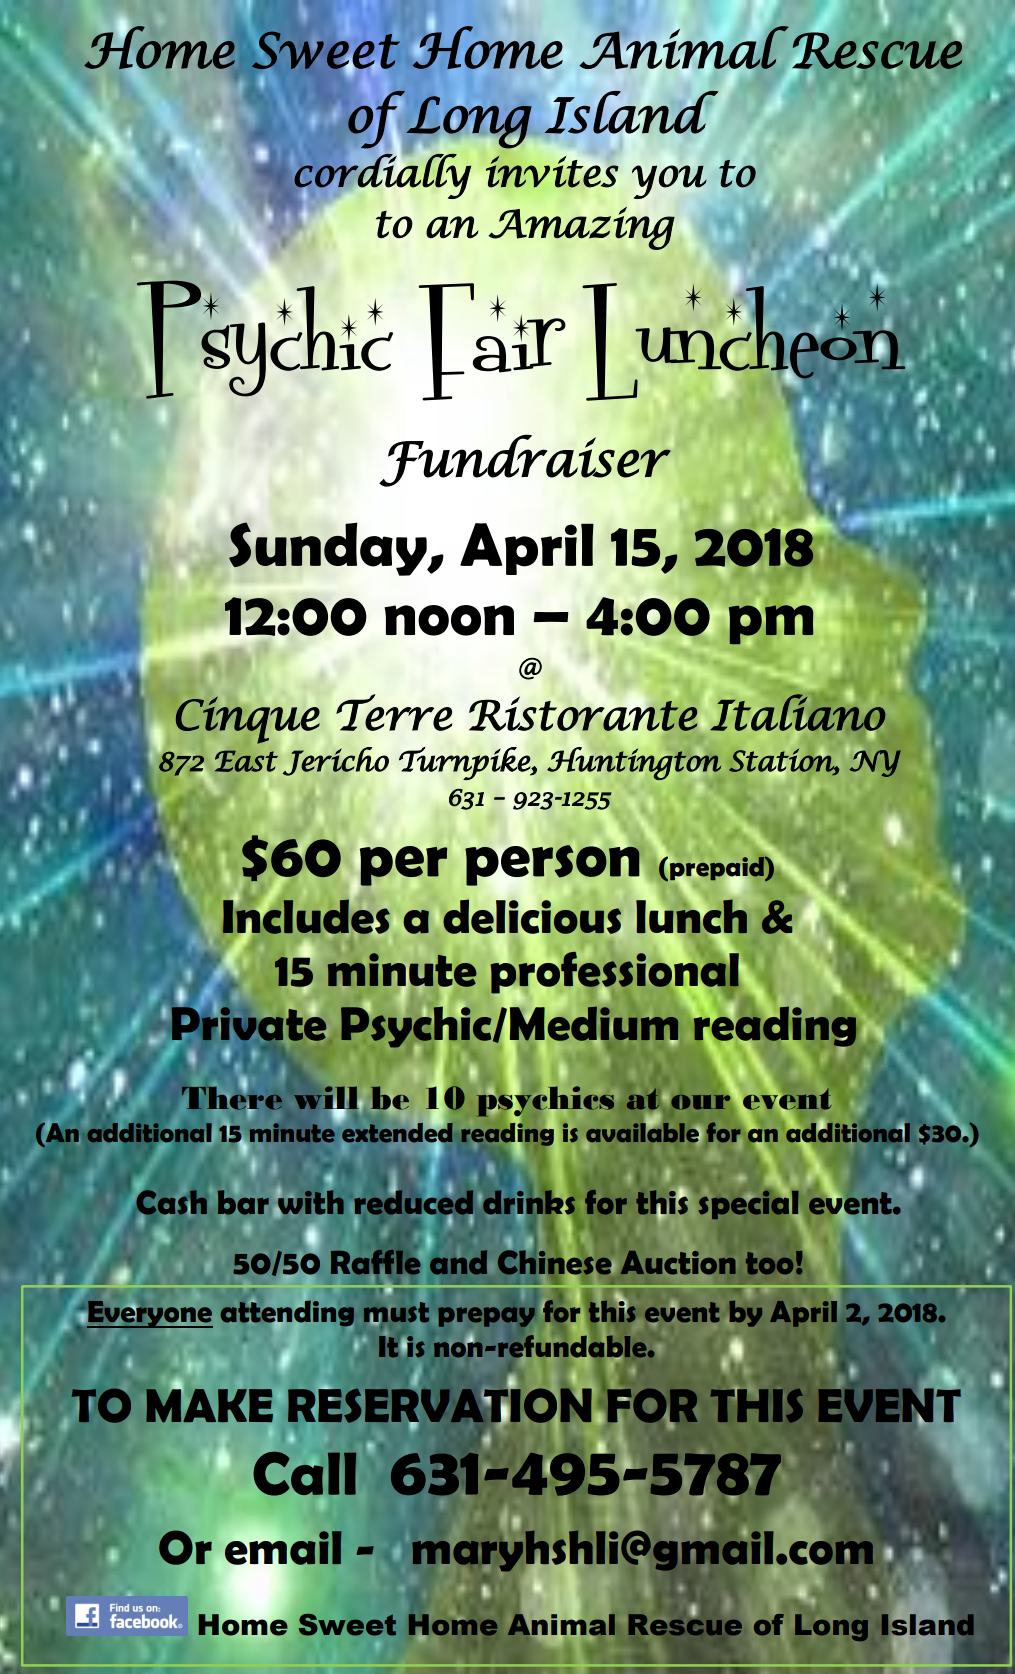 Home Sweet Home Animal Rescue
of Long Island
cordially invites you to
to an Amazing
Psychic Fair Luncheon
Fundraiser
Sunday, April 15, 2018
12:00 noon – 4:00 pm
@
Cinque Terre Ristorante Italiano
872 East Jericho Turnpike, Huntington Station, NY
631 – 923-1255
$60 per person (prepaid)
Includes a delicious lunch &
15 minute professional
Private Psychic/Medium reading
There will be 10 psychics at our event
(An additional 15 minute extended reading is available for an additional $30.)
Cash bar with reduced drinks for this special event.
50/50 Raffle and Chinese Auction too!
Everyone attending must prepay for this event by April 2, 2018.
It is non-refundable.
TO MAKE RESERVATION FOR THIS EVENT
Call 631-495-5787
Or email - maryhshli@gmail.com
Find us on:
facebook®
Home Sweet Home Animal Rescue of Long Island